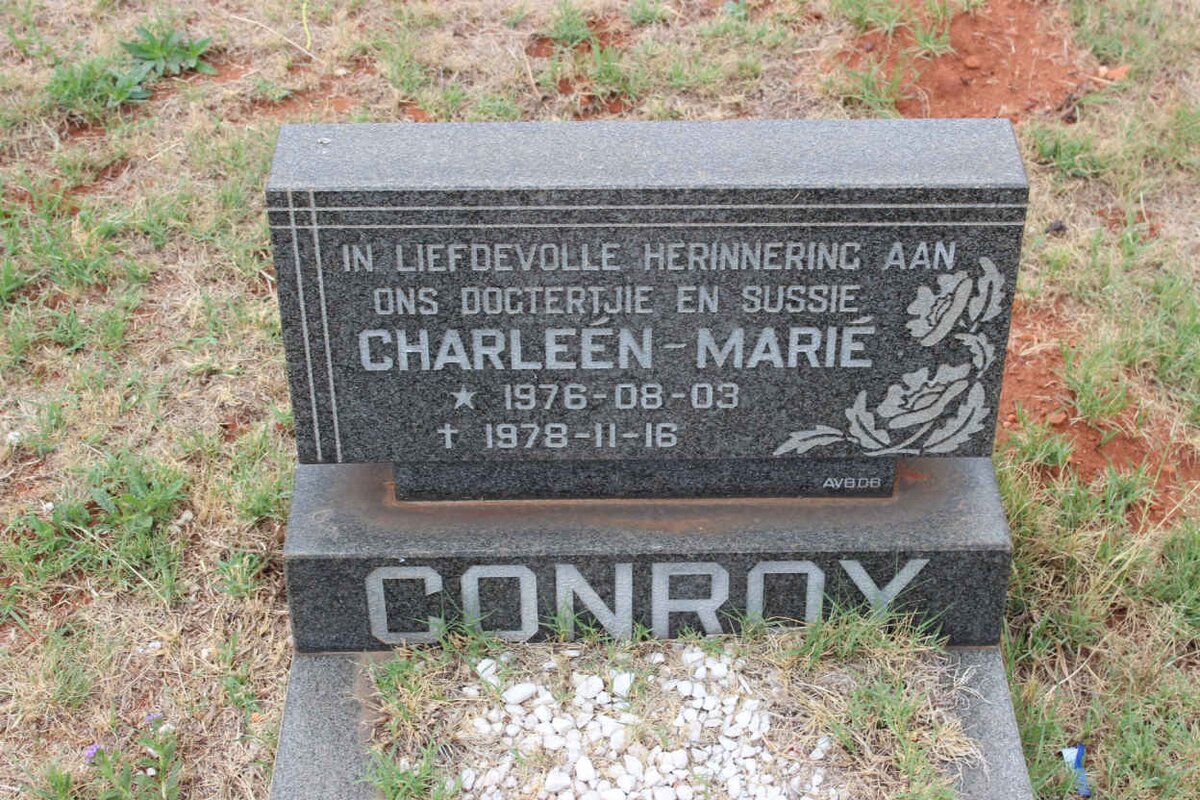 IN LIEFDEVOLLE HERINNERING AAN
ONS DOGTERTJIE EN SUSSIE
CHARLEÉN-MARIÉ
★ 1976-08-03
✝ 1978-11-16
AVBOB
CONROY